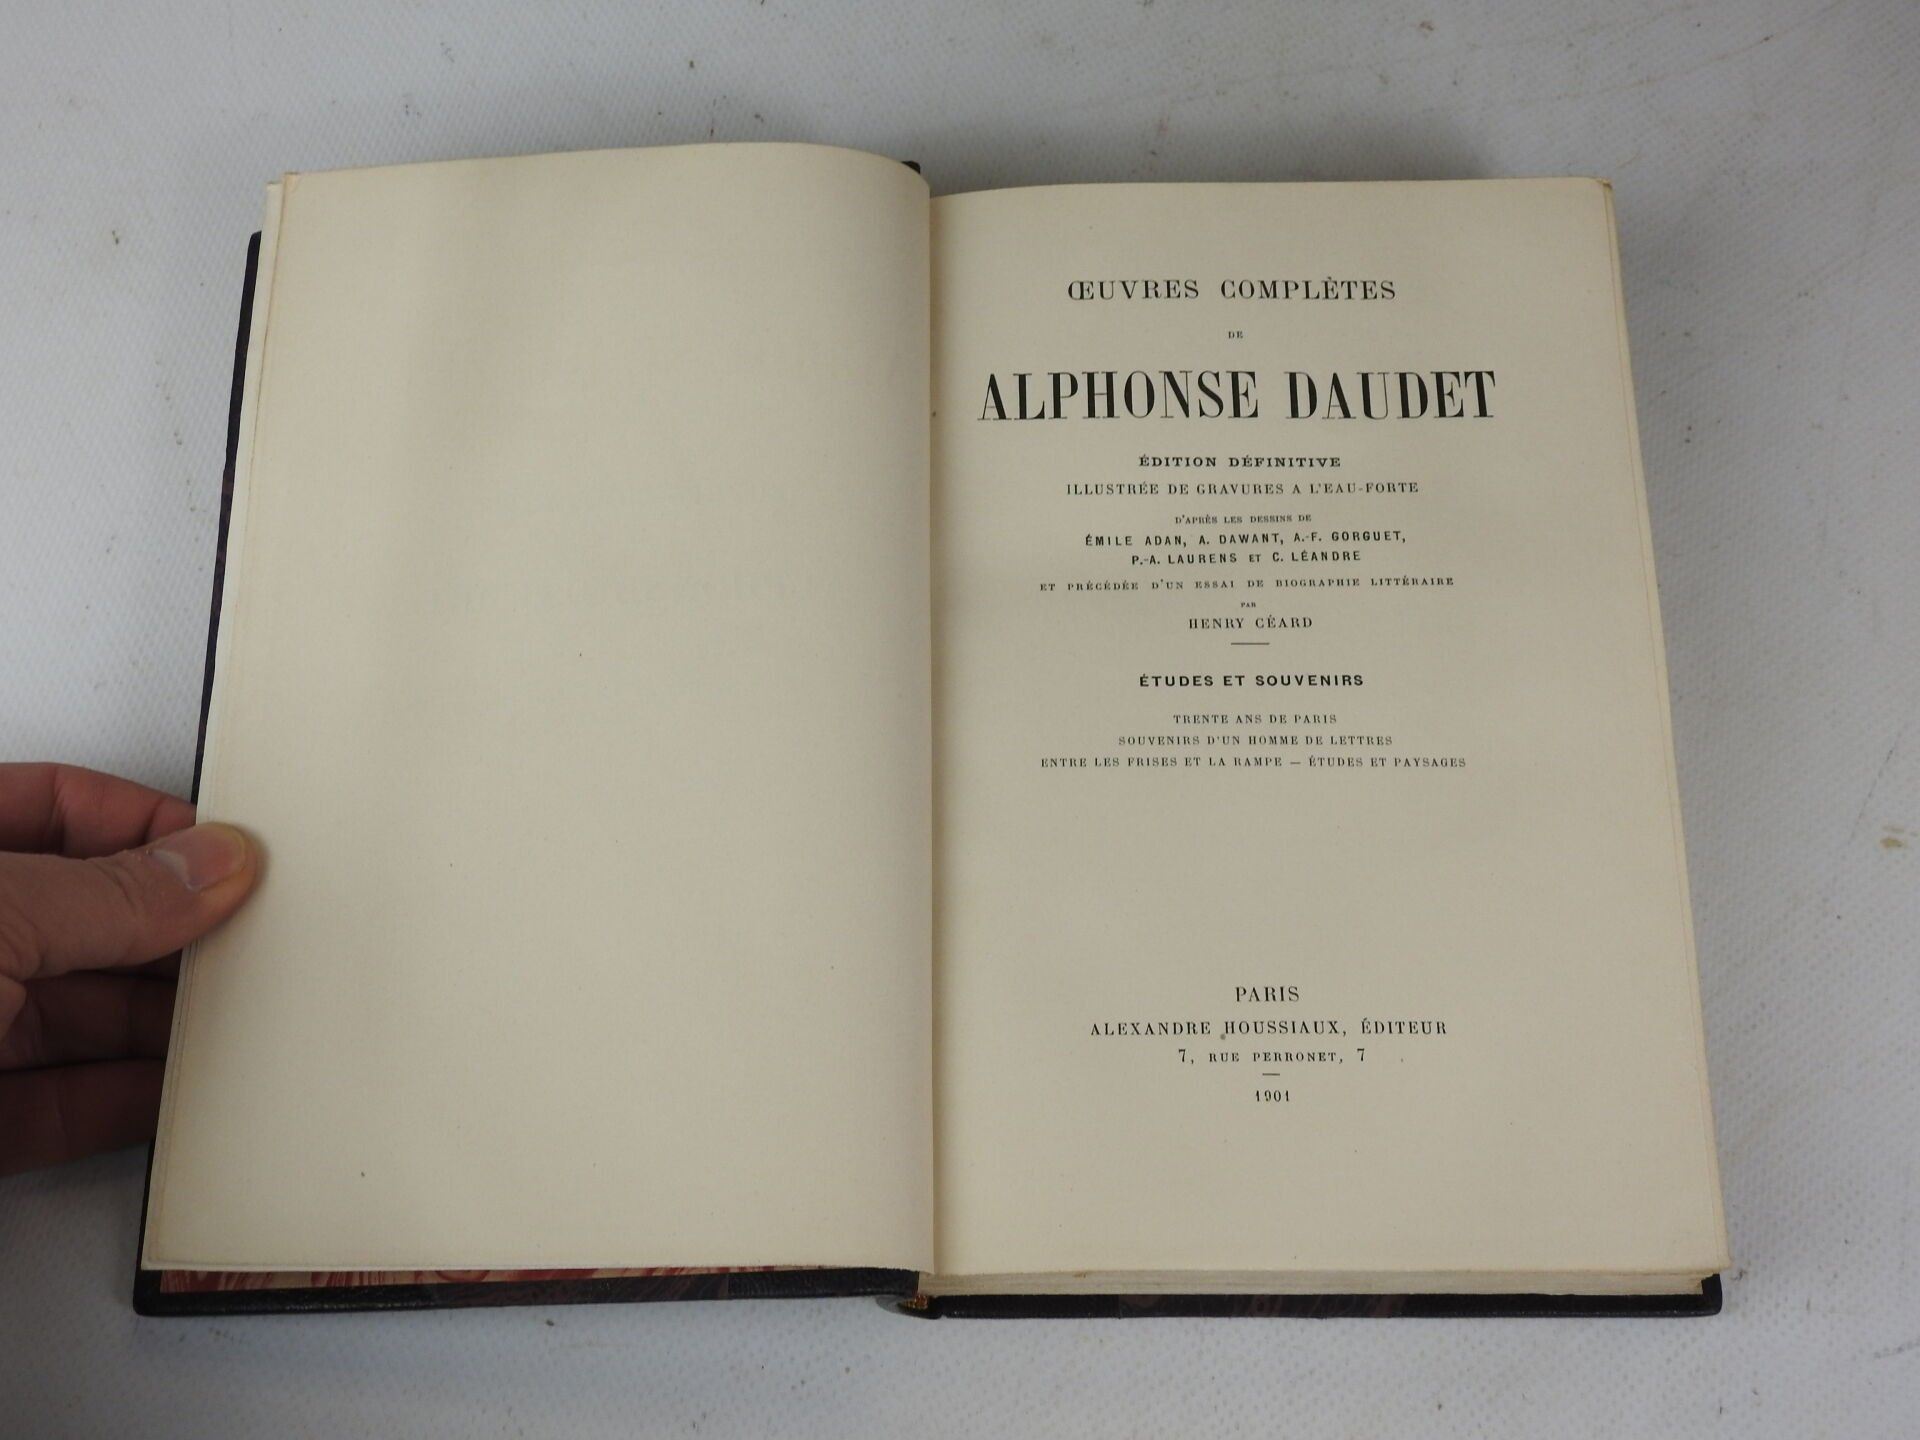 ŒUVRES COMPLÈTES
DE
ALPHONSE DAUDET
ÉDITION DÉFINITIVE
ILLUSTRÉE DE GRAVURES A L'EAU-FORTE
D'APRÈS LES DESSINS DE
ÉMILE ADAN, A. DAWANT, A.-F. GORGUET,
P.-A. LAURENS ET C. LÉANDRE
ET PRÉCÉDÉE D'UN ESSAI DE BIOGRAPHIE LITTÉRAIRE
PAR
HENRY CÉARD
ÉTUDES ET SOUVENIRS
TRENTE ANS DE PARIS
SOUVENIRS D'UN HOMME DE LETTRES
ENTRE LES FRISES ET LA RAMPE — ÉTUDES ET PAYSAGES
PARIS
ALEXANDRE HOUSSIAUX, ÉDITEUR
7, RUE PERRONET, 7
1901